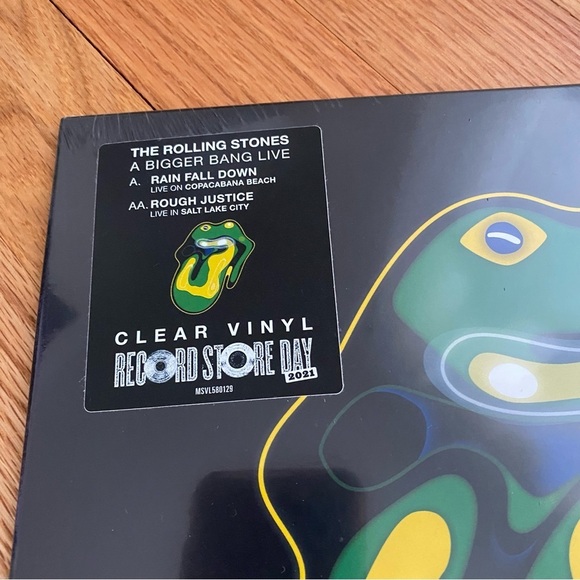 THE ROLLING STONES
A BIGGER BANG LIVE
A. RAIN FALL DOWN
LIVE ON COPACABANA BEACH
AA. ROUGH JUSTICE
LIVE IN SALT LAKE CITY
CLEAR VINYL
RECORD STORE DAY
2021
MSVL580129